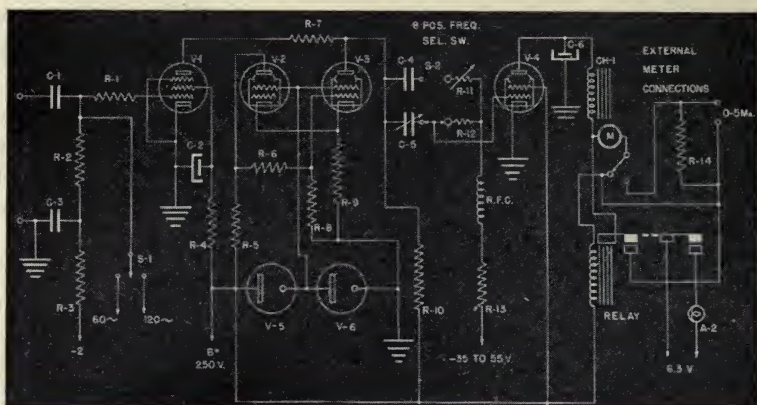 R-7
8 POS. FREQ.
SEL. SW.
V-1
V-2
V-3
V-4
C-6
CH-1
EXTERNAL
METER
CONNECTIONS
C-1
R-1
C-4
S-2
R-11
M
0-5Ma.
C-5
R-12
R-14
R-2
C-2
R-6
R-9
C-3
R-8
R.F.C.
R-4
R-5
S-1
R-3
V-5
V-6
R-10
R-13
RELAY
A-2
-2
60~
120~
B+
250 V.
-35 TO 55 V.
6.3 V